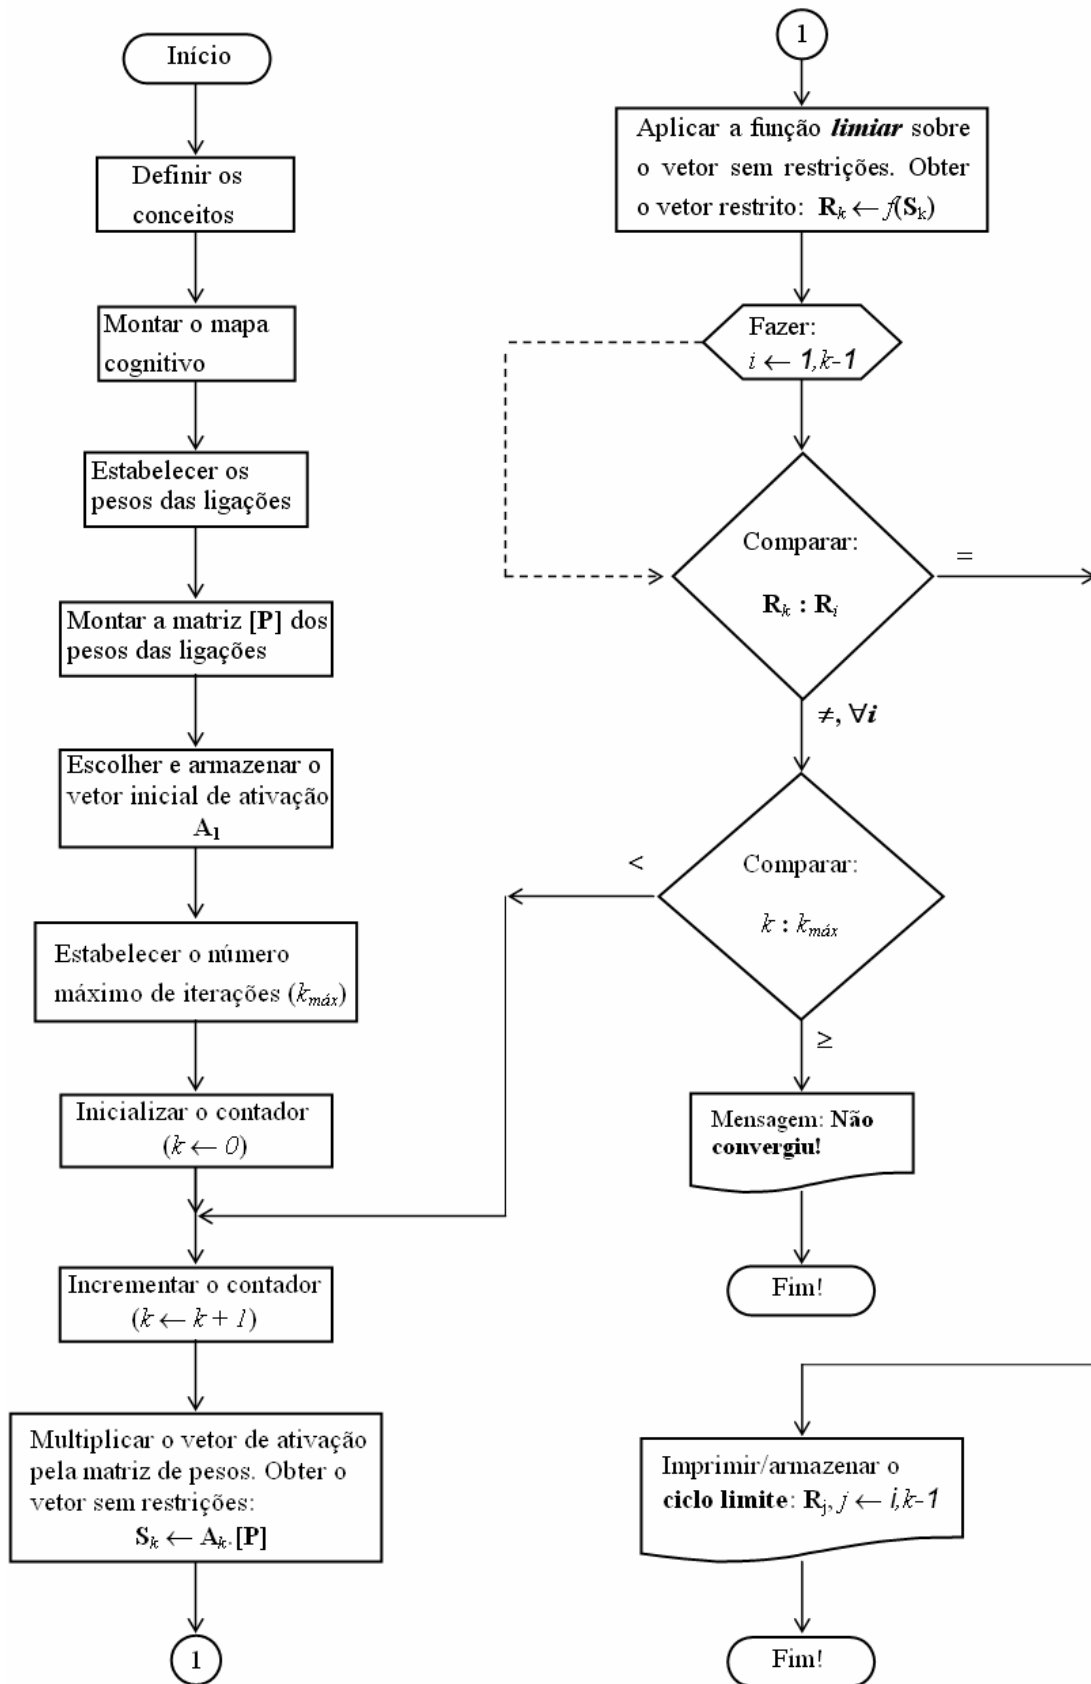 Início
Definir os
conceitos
Montar o mapa
cognitivo
Estabelecer os
pesos das ligações
Montar a matriz [P] dos
pesos das ligações
Escolher e armazenar o
vetor inicial de ativação
A₁
Estabelecer o número
máximo de iterações (k_máx)
Inicializar o contador
(k ← 0)
Incrementar o contador
(k ← k + 1)
Multiplicar o vetor de ativação
pela matriz de pesos. Obter o
vetor sem restrições:
Sₖ ← Aₖ.[P]
1
1
Aplicar a função limiar sobre
o vetor sem restrições. Obter
o vetor restrito: Rₖ ← f(Sₖ)
Fazer:
i ← 1,k-1
Comparar:
=
Rₖ : Rᵢ
≠, ∀i
<
Comparar:
k : k_máx
≥
Mensagem: Não
convergiu!
Fim!
Imprimir/armazenar o
ciclo limite: Rⱼ, j ← i,k-1
Fim!